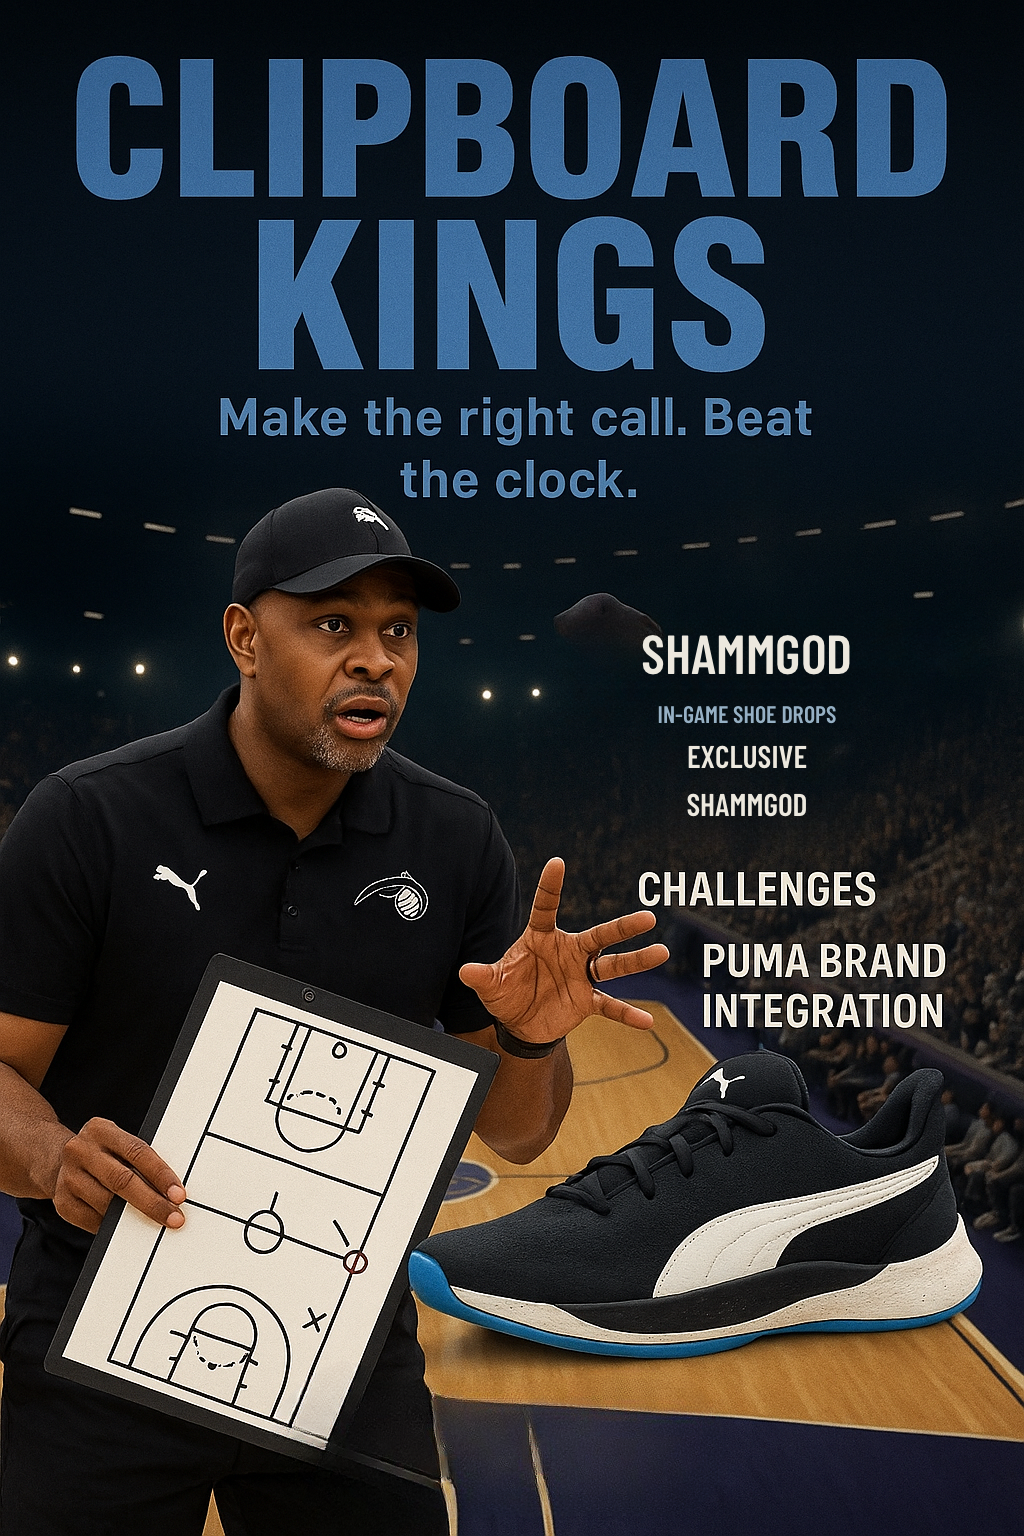 CLIPBOARD
KINGS
Make the right call. Beat
the clock.
SHAMMGOD
IN-GAME SHOE DROPS
EXCLUSIVE
SHAMMGOD
CHALLENGES
PUMA BRAND
INTEGRATION